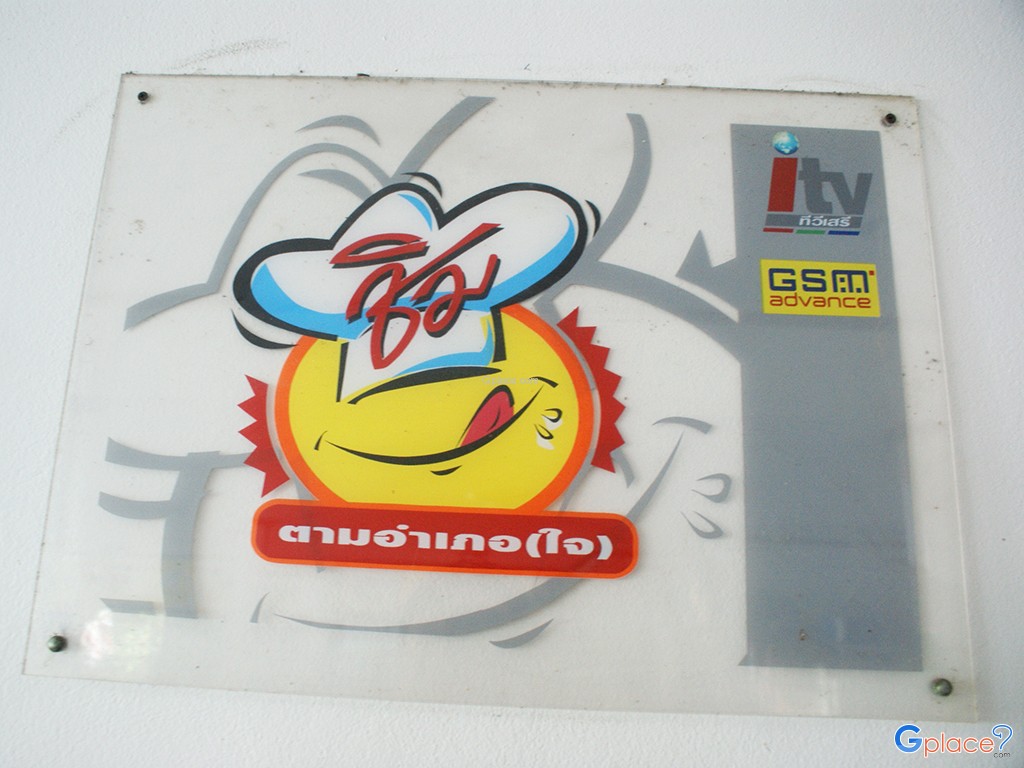 ชิม
ตามอำเภอ(ใจ)
itv
ทีวีเสรี
GSM
advance
Gplace
.com